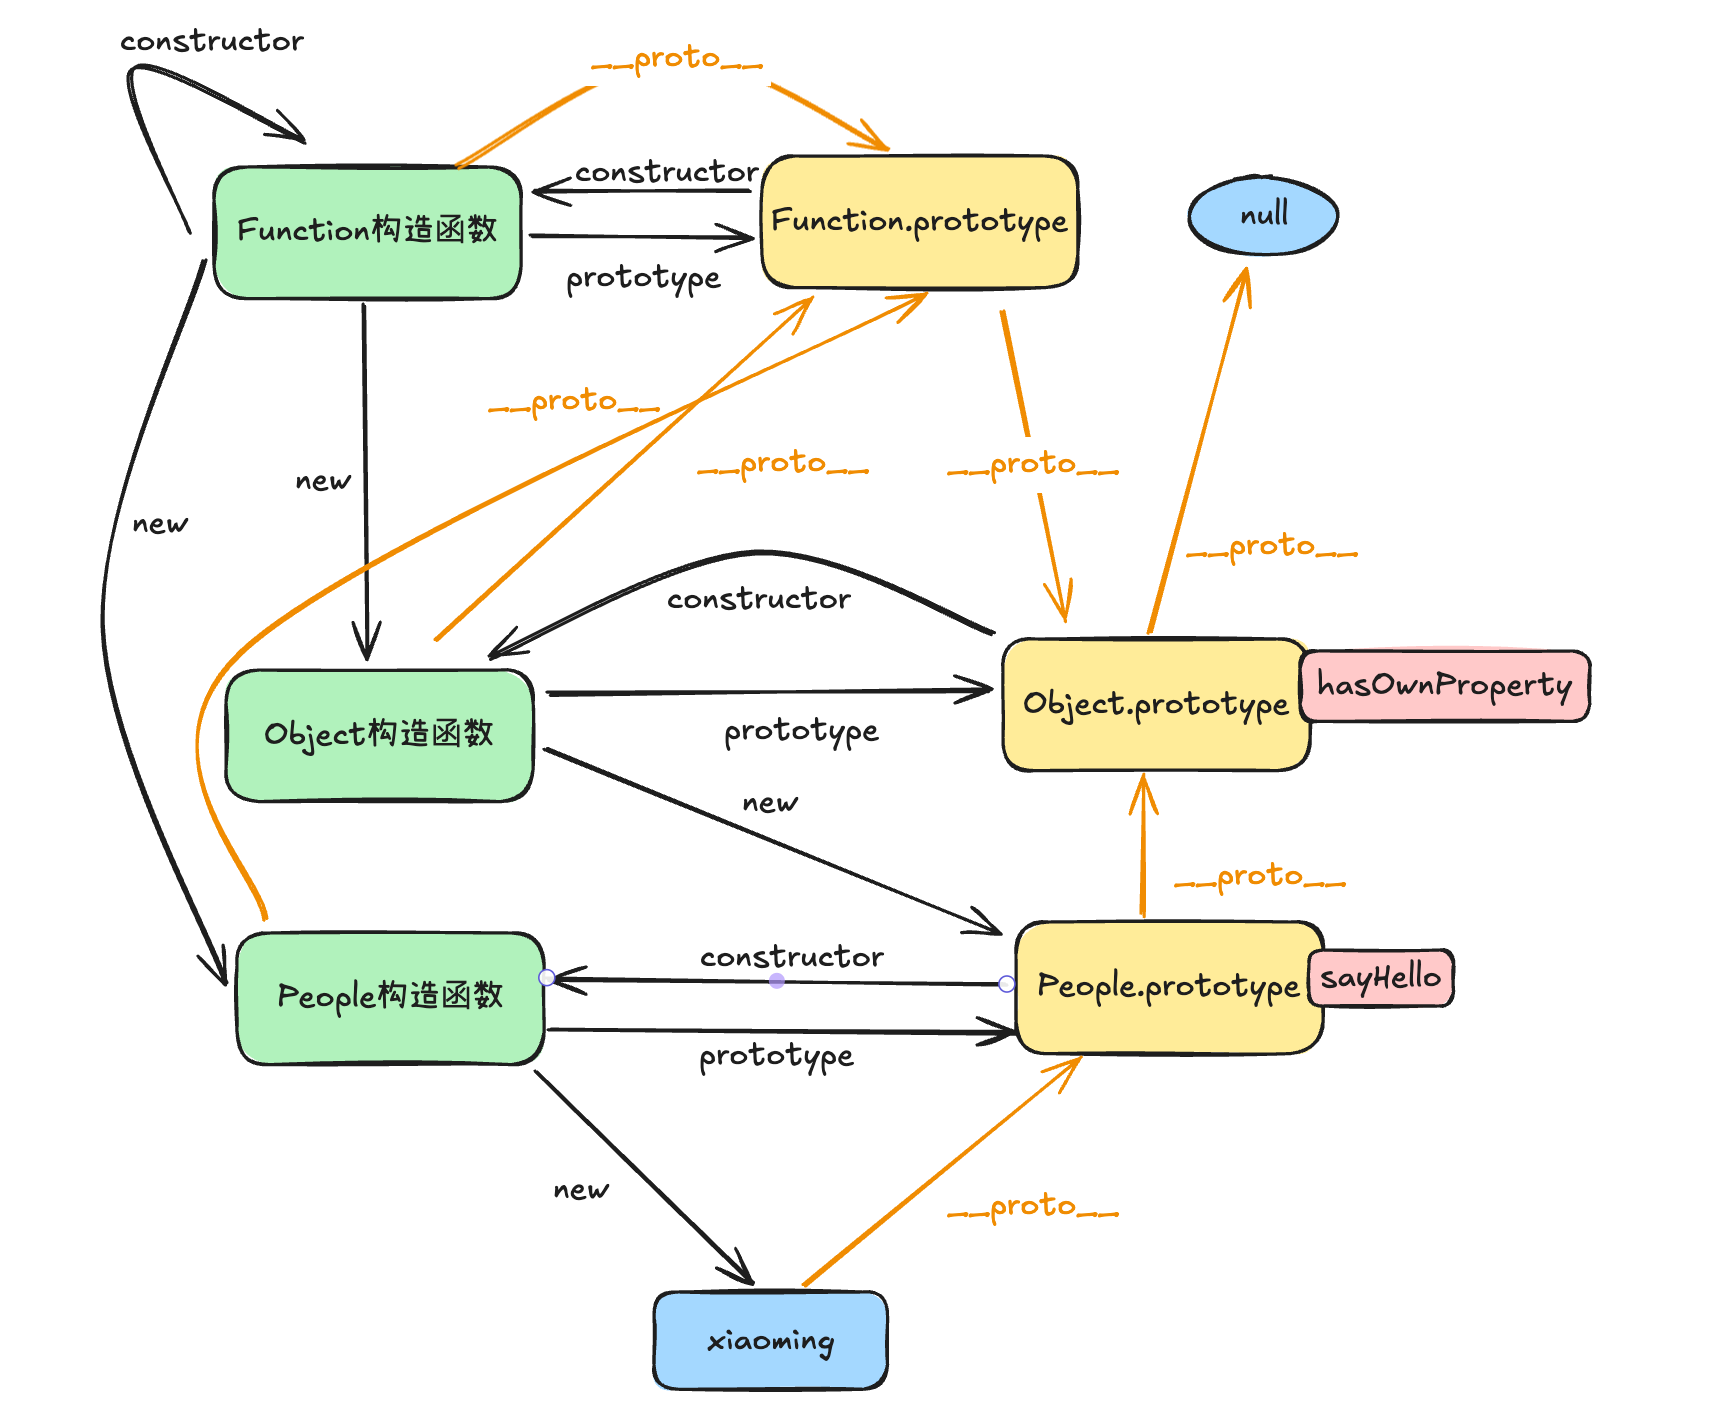 constructor
__proto__
constructor
Function构造函数
Function.prototype
null
prototype
__proto__
__proto__
__proto__
new
new
__proto__
constructor
hasOwnProperty
Object.prototype
Object构造函数
prototype
new
__proto__
constructor
sayHello
People.prototype
People构造函数
prototype
new
__proto__
xiaoming